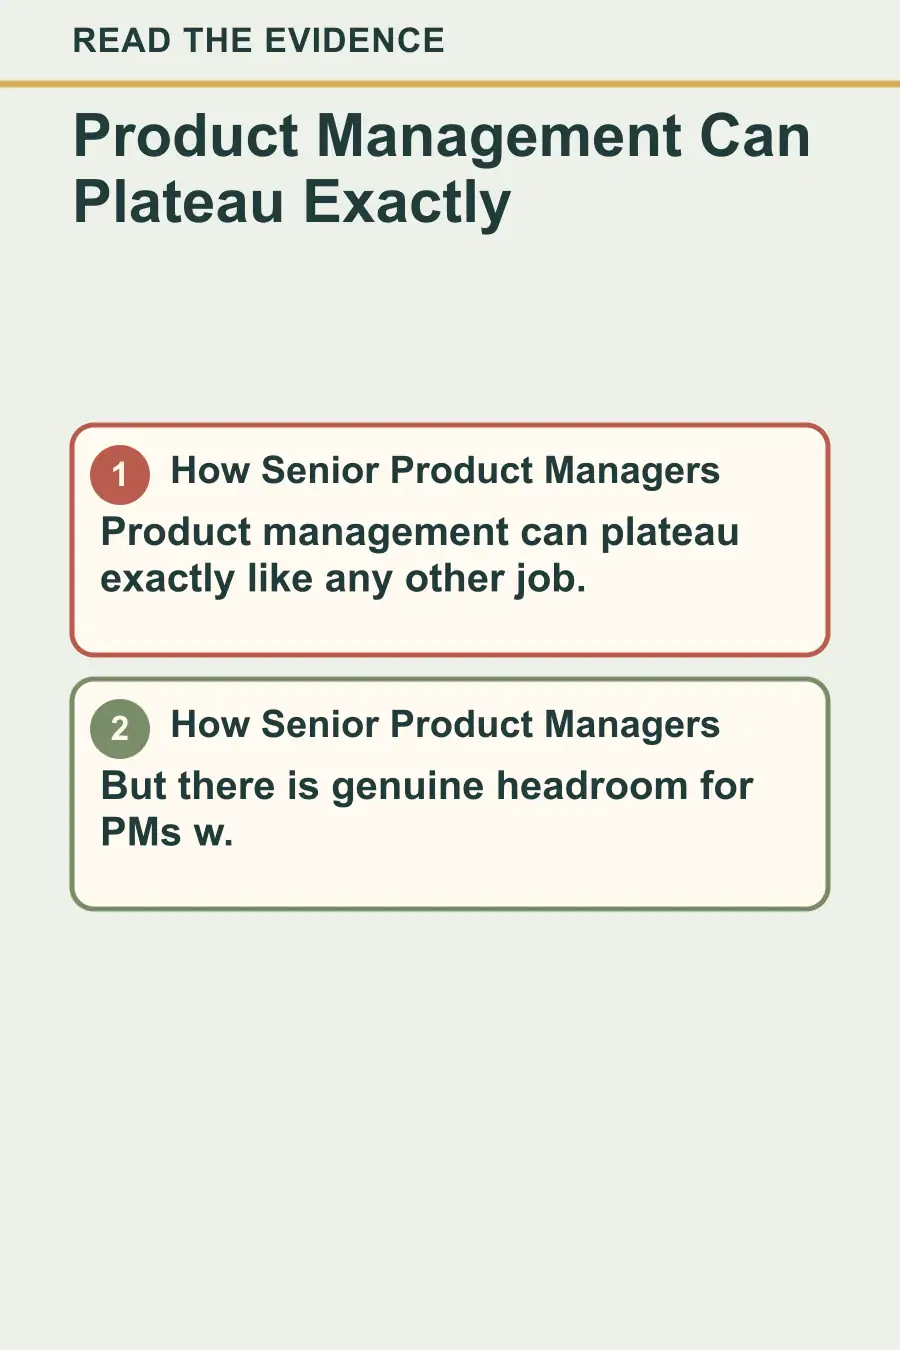 READ THE EVIDENCE
Product Management Can
Plateau Exactly
1 How Senior Product Managers
Product management can plateau
exactly like any other job.
2 How Senior Product Managers
But there is genuine headroom for
PMs w.